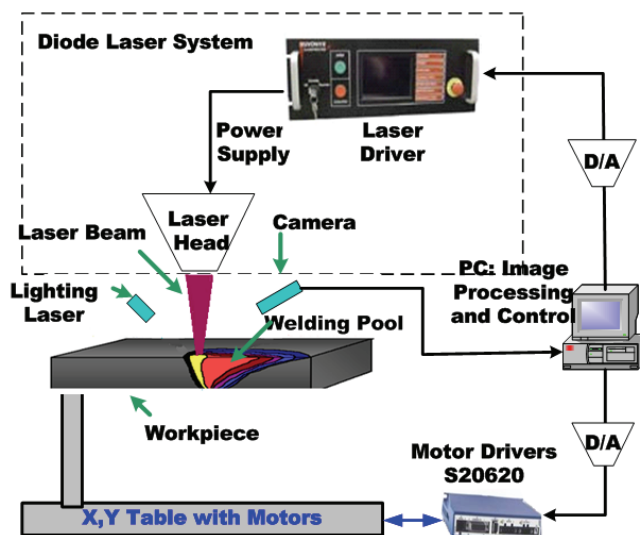 Diode Laser System
Power
Supply
Laser
Driver
D/A
Laser
Head
Camera
Laser Beam
PC: Image
Processing
and Control
Lighting
Laser
Welding Pool
Workpiece
Motor Drivers
S20620
D/A
X,Y Table with Motors